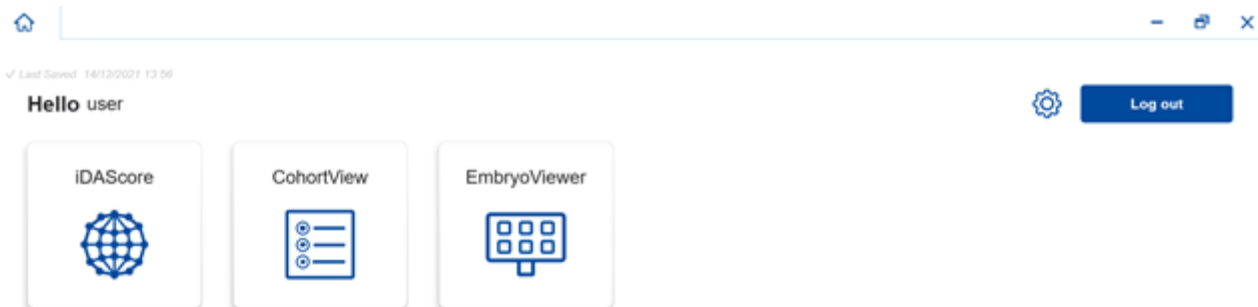 ✓ Last Saved 14/12/2021 13:56
Hello user
Log out
iDAScore
CohortView
EmbryoViewer